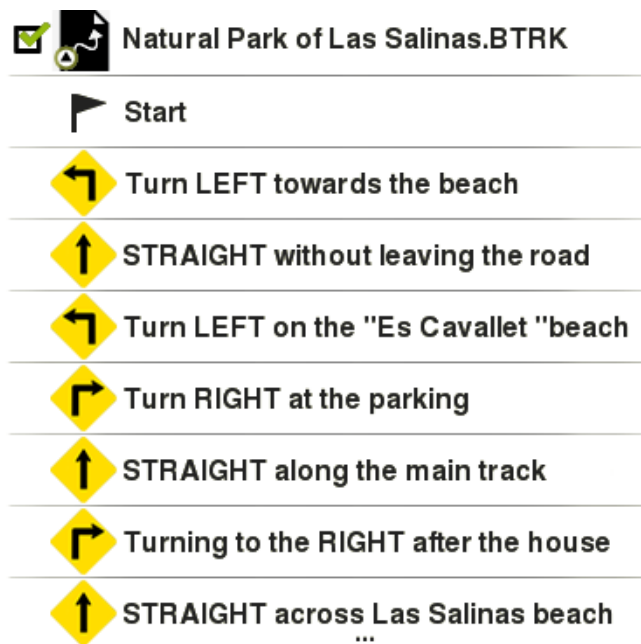 Natural Park of Las Salinas.BTRK
Start
Turn LEFT towards the beach
STRAIGHT without leaving the road
Turn LEFT on the "Es Cavallet "beach
Turn RIGHT at the parking
STRAIGHT along the main track
Turning to the RIGHT after the house
STRAIGHT across Las Salinas beach
...